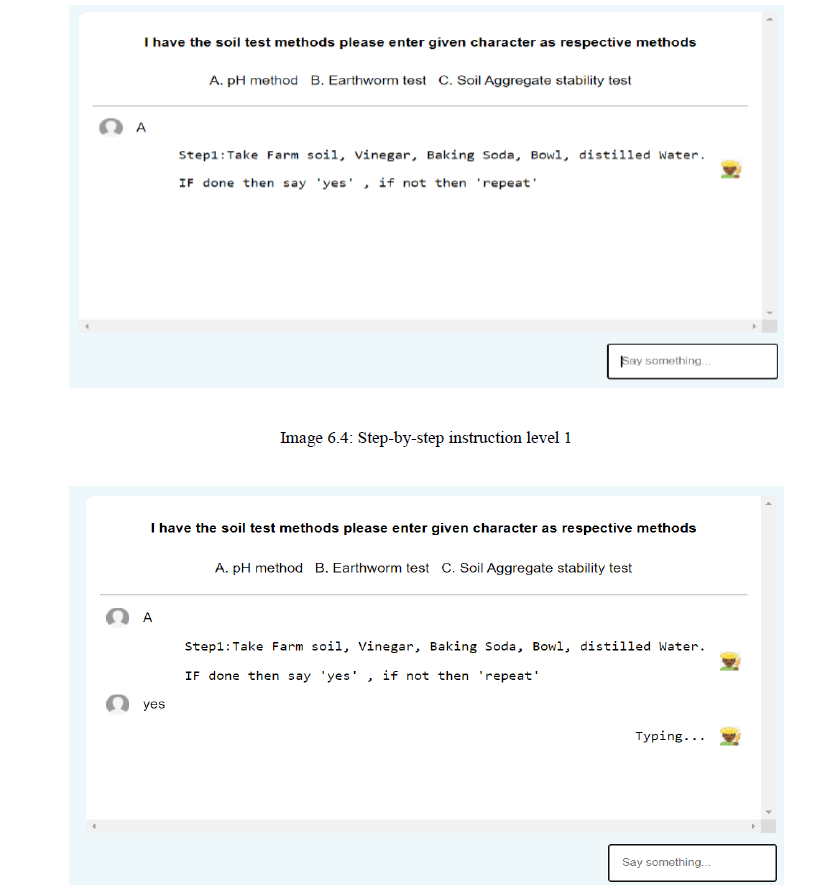 I have the soil test methods please enter given character as respective methods
A. pH method B. Earthworm test C. Soil Aggregate stability test
A
Step1:Take Farm soil, Vinegar, Baking Soda, Bowl, distilled Water.
IF done then say 'yes' , if not then 'repeat'
Say something...
Image 6.4: Step-by-step instruction level 1
I have the soil test methods please enter given character as respective methods
A. pH method B. Earthworm test C. Soil Aggregate stability test
A
Step1:Take Farm soil, Vinegar, Baking Soda, Bowl, distilled Water.
IF done then say 'yes' , if not then 'repeat'
yes
Typing...
Say something...